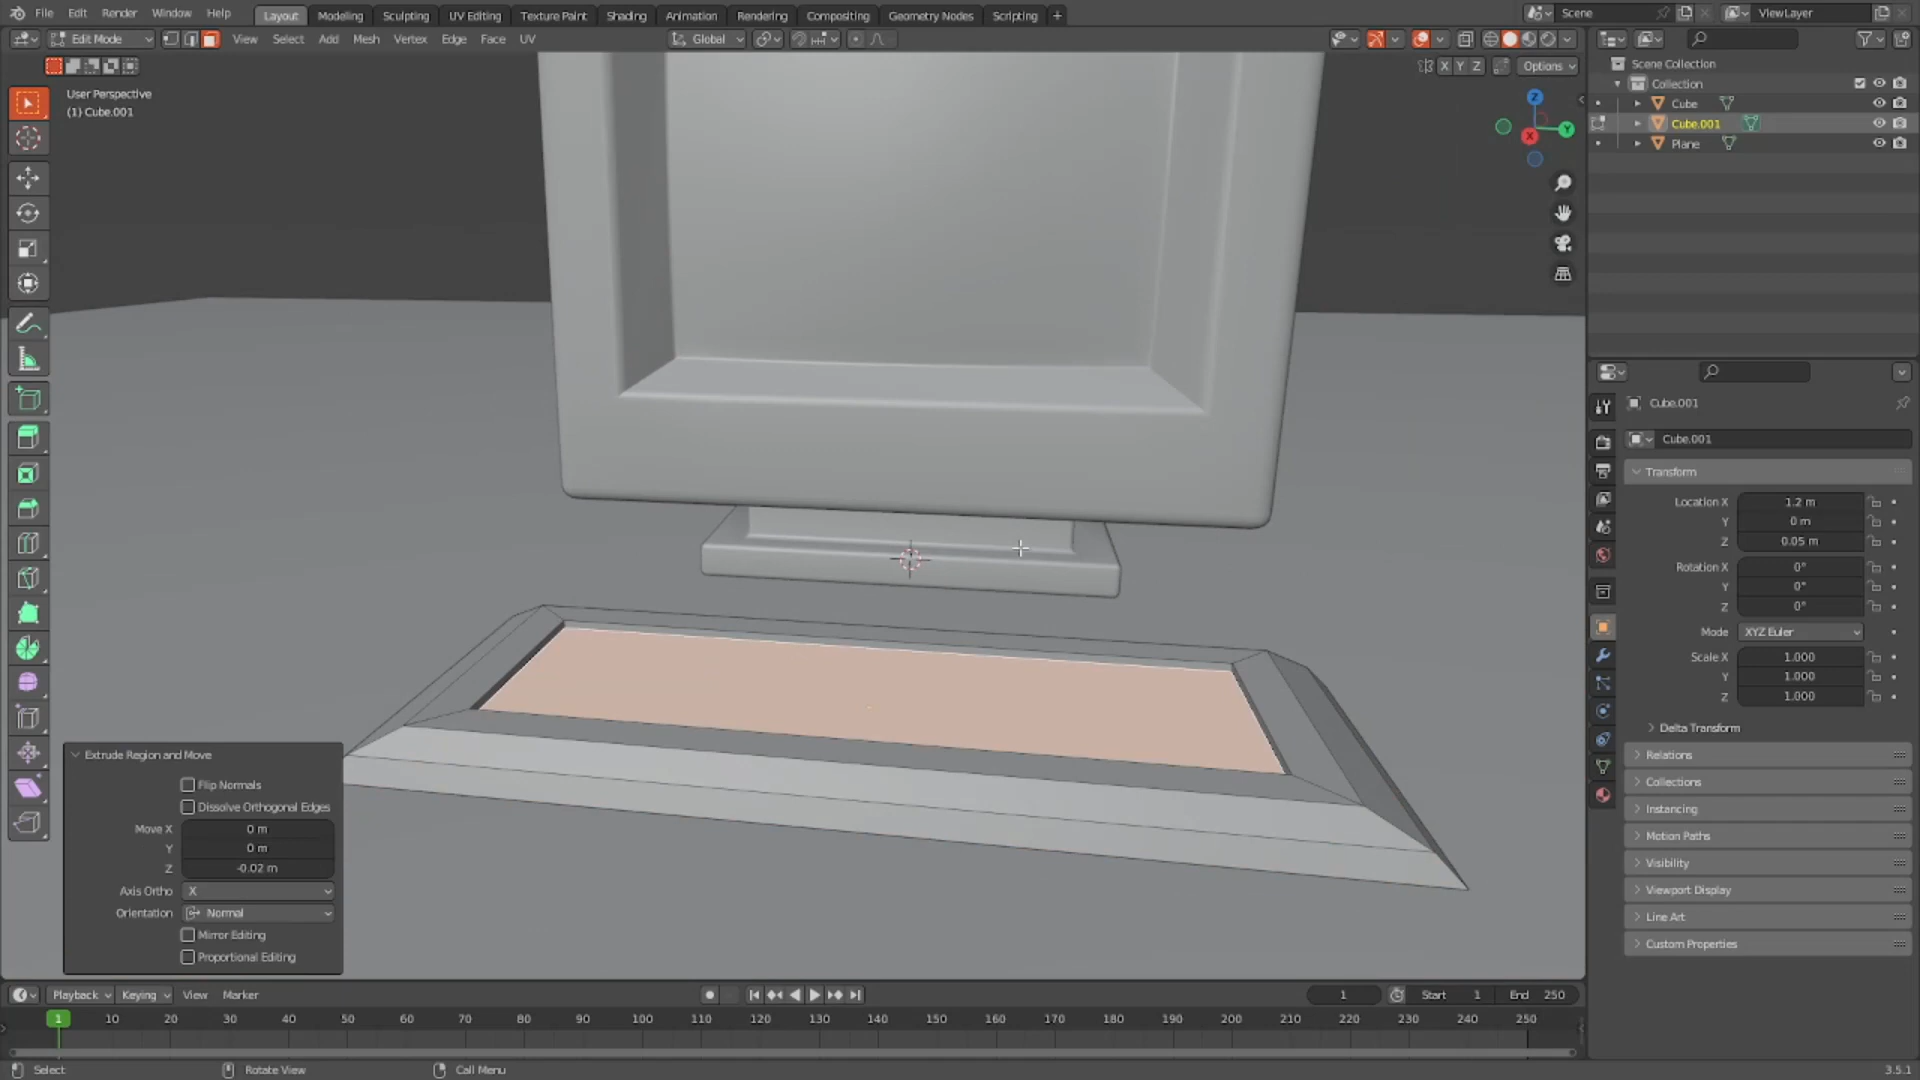 File Edit Render Window Help Layout Modeling Sculpting UV Editing Texture Paint Shading Animation Rendering Compositing Geometry Nodes Scripting + Scene ViewLayer
Edit Mode View Select Add Mesh Vertex Edge Face UV Global
X Y Z Options
User Perspective
(1) Cube.001
Z
Y
X
Scene Collection
Collection
Cube
Cube.001
Plane
Cube.001
Cube.001
Transform
Location X 1.2 m
Y 0 m
Z 0.05 m
Rotation X 0°
Y 0°
Z 0°
Mode XYZ Euler
Scale X 1.000
Y 1.000
Z 1.000
Delta Transform
Relations
Collections
Instancing
Motion Paths
Visibility
Viewport Display
Line Art
Custom Properties
Extrude Region and Move
Flip Normals
Dissolve Orthogonal Edges
Move X 0 m
Y 0 m
Z -0.02 m
Axis Ortho X
Orientation Normal
Mirror Editing
Proportional Editing
Playback Keying View Marker 1 Start 1 End 250
1 10 20 30 40 50 60 70 80 90 100 110 120 130 140 150 160 170 180 190 200 210 220 230 240 250
Select Rotate View Call Menu 3.5.1